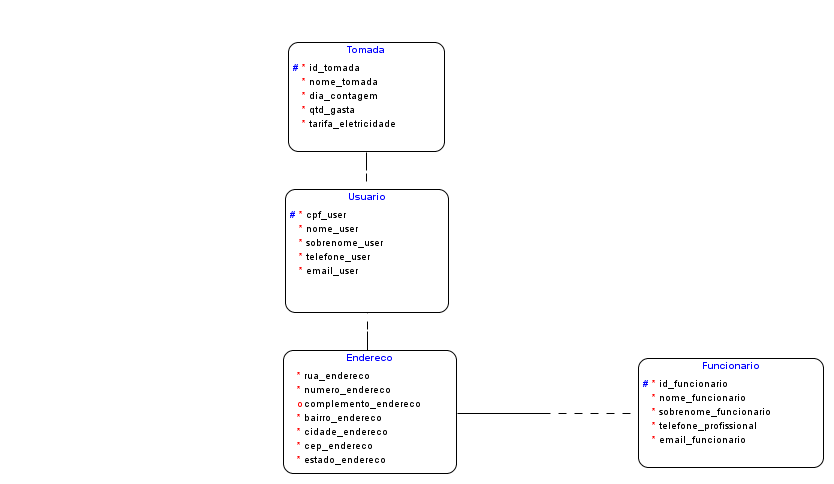 Tomada
# * id_tomada
* nome_tomada
* dia_contagem
* qtd_gasta
* tarifa_eletricidade
Usuario
# * cpf_user
* nome_user
* sobrenome_user
* telefone_user
* email_user
Endereco
* rua_endereco
* numero_endereco
o complemento_endereco
* bairro_endereco
* cidade_endereco
* cep_endereco
* estado_endereco
Funcionario
# * id_funcionario
* nome_funcionario
* sobrenome_funcionario
* telefone_profissional
* email_funcionario